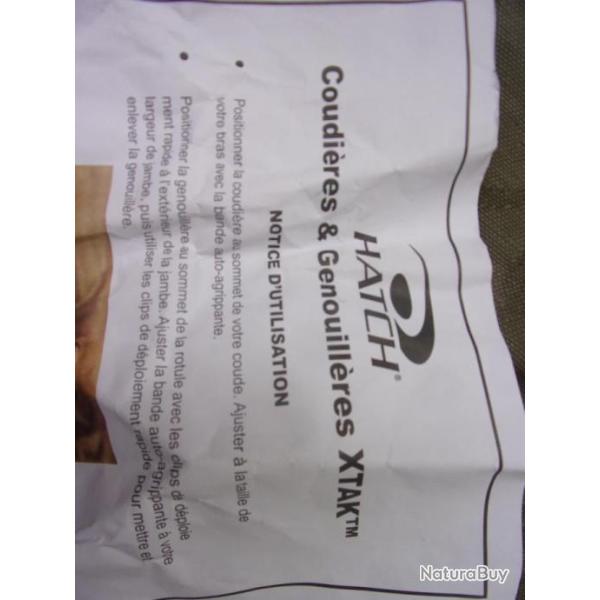 HATCH®
Coudières & Genouillères XTAK™
NOTICE D'UTILISATION
• Positionner la coudière au sommet de votre coude. Ajuster à la taille de
votre bras avec la bande auto-agrippante.
• Positionner la genouillère au sommet de la rotule avec les clips de déploie
ment rapide à l'extérieur de la jambe. Ajuster la bande auto-agrippante à votre
largeur de jambe, puis utiliser les clips de déploiement rapide pour mettre et
enlever la genouillère.
NaturaBuy